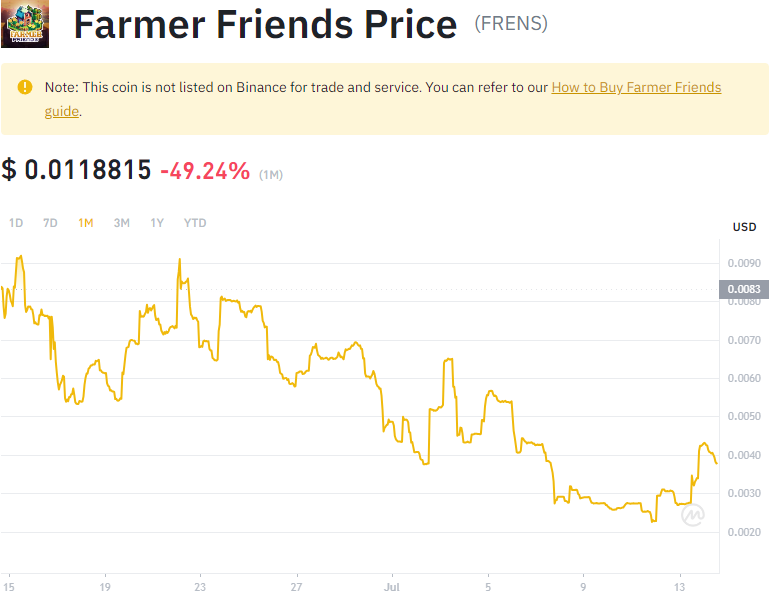 Farmer Friends Price (FRENS)
Note: This coin is not listed on Binance for trade and service. You can refer to our How to Buy Farmer Friends
guide.
$ 0.0118815 -49.24% (1M)
1D 7D 1M 3M 1Y YTD
USD
0.0090
0.0083
0.0080
0.0070
0.0060
0.0050
0.0040
0.0030
0.0020
15 19 23 27 Jul 5 9 13